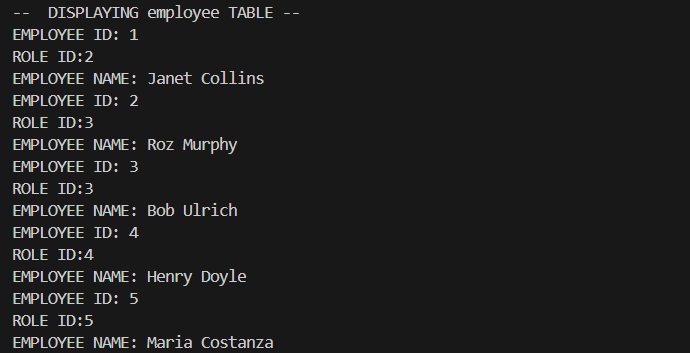 --  DISPLAYING employee TABLE --
EMPLOYEE ID: 1
ROLE ID:2
EMPLOYEE NAME: Janet Collins
EMPLOYEE ID: 2
ROLE ID:3
EMPLOYEE NAME: Roz Murphy
EMPLOYEE ID: 3
ROLE ID:3
EMPLOYEE NAME: Bob Ulrich
EMPLOYEE ID: 4
ROLE ID:4
EMPLOYEE NAME: Henry Doyle
EMPLOYEE ID: 5
ROLE ID:5
EMPLOYEE NAME: Maria Costanza